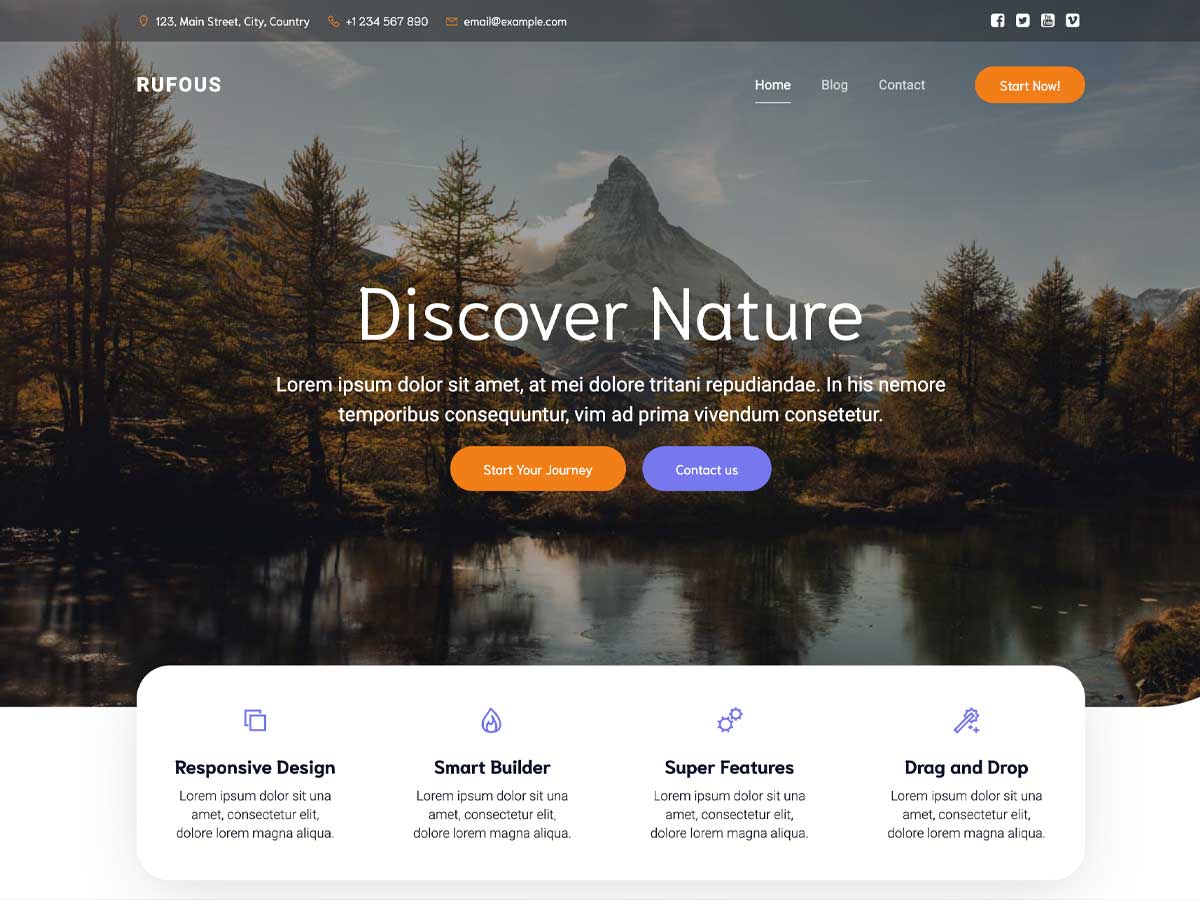 123, Main Street, City, Country +1 234 567 890 email@example.com
RUFOUS Home Blog Contact Start Now!
Discover Nature
Lorem ipsum dolor sit amet, at mei dolore tritani repudiandae. In his nemore
temporibus consequuntur, vim ad prima vivendum consetetur.
Start Your Journey Contact us
Responsive Design
Lorem ipsum dolor sit una
amet, consectetur elit,
dolore lorem magna aliqua.
Smart Builder
Lorem ipsum dolor sit una
amet, consectetur elit,
dolore lorem magna aliqua.
Super Features
Lorem ipsum dolor sit una
amet, consectetur elit,
dolore lorem magna aliqua.
Drag and Drop
Lorem ipsum dolor sit una
amet, consectetur elit,
dolore lorem magna aliqua.